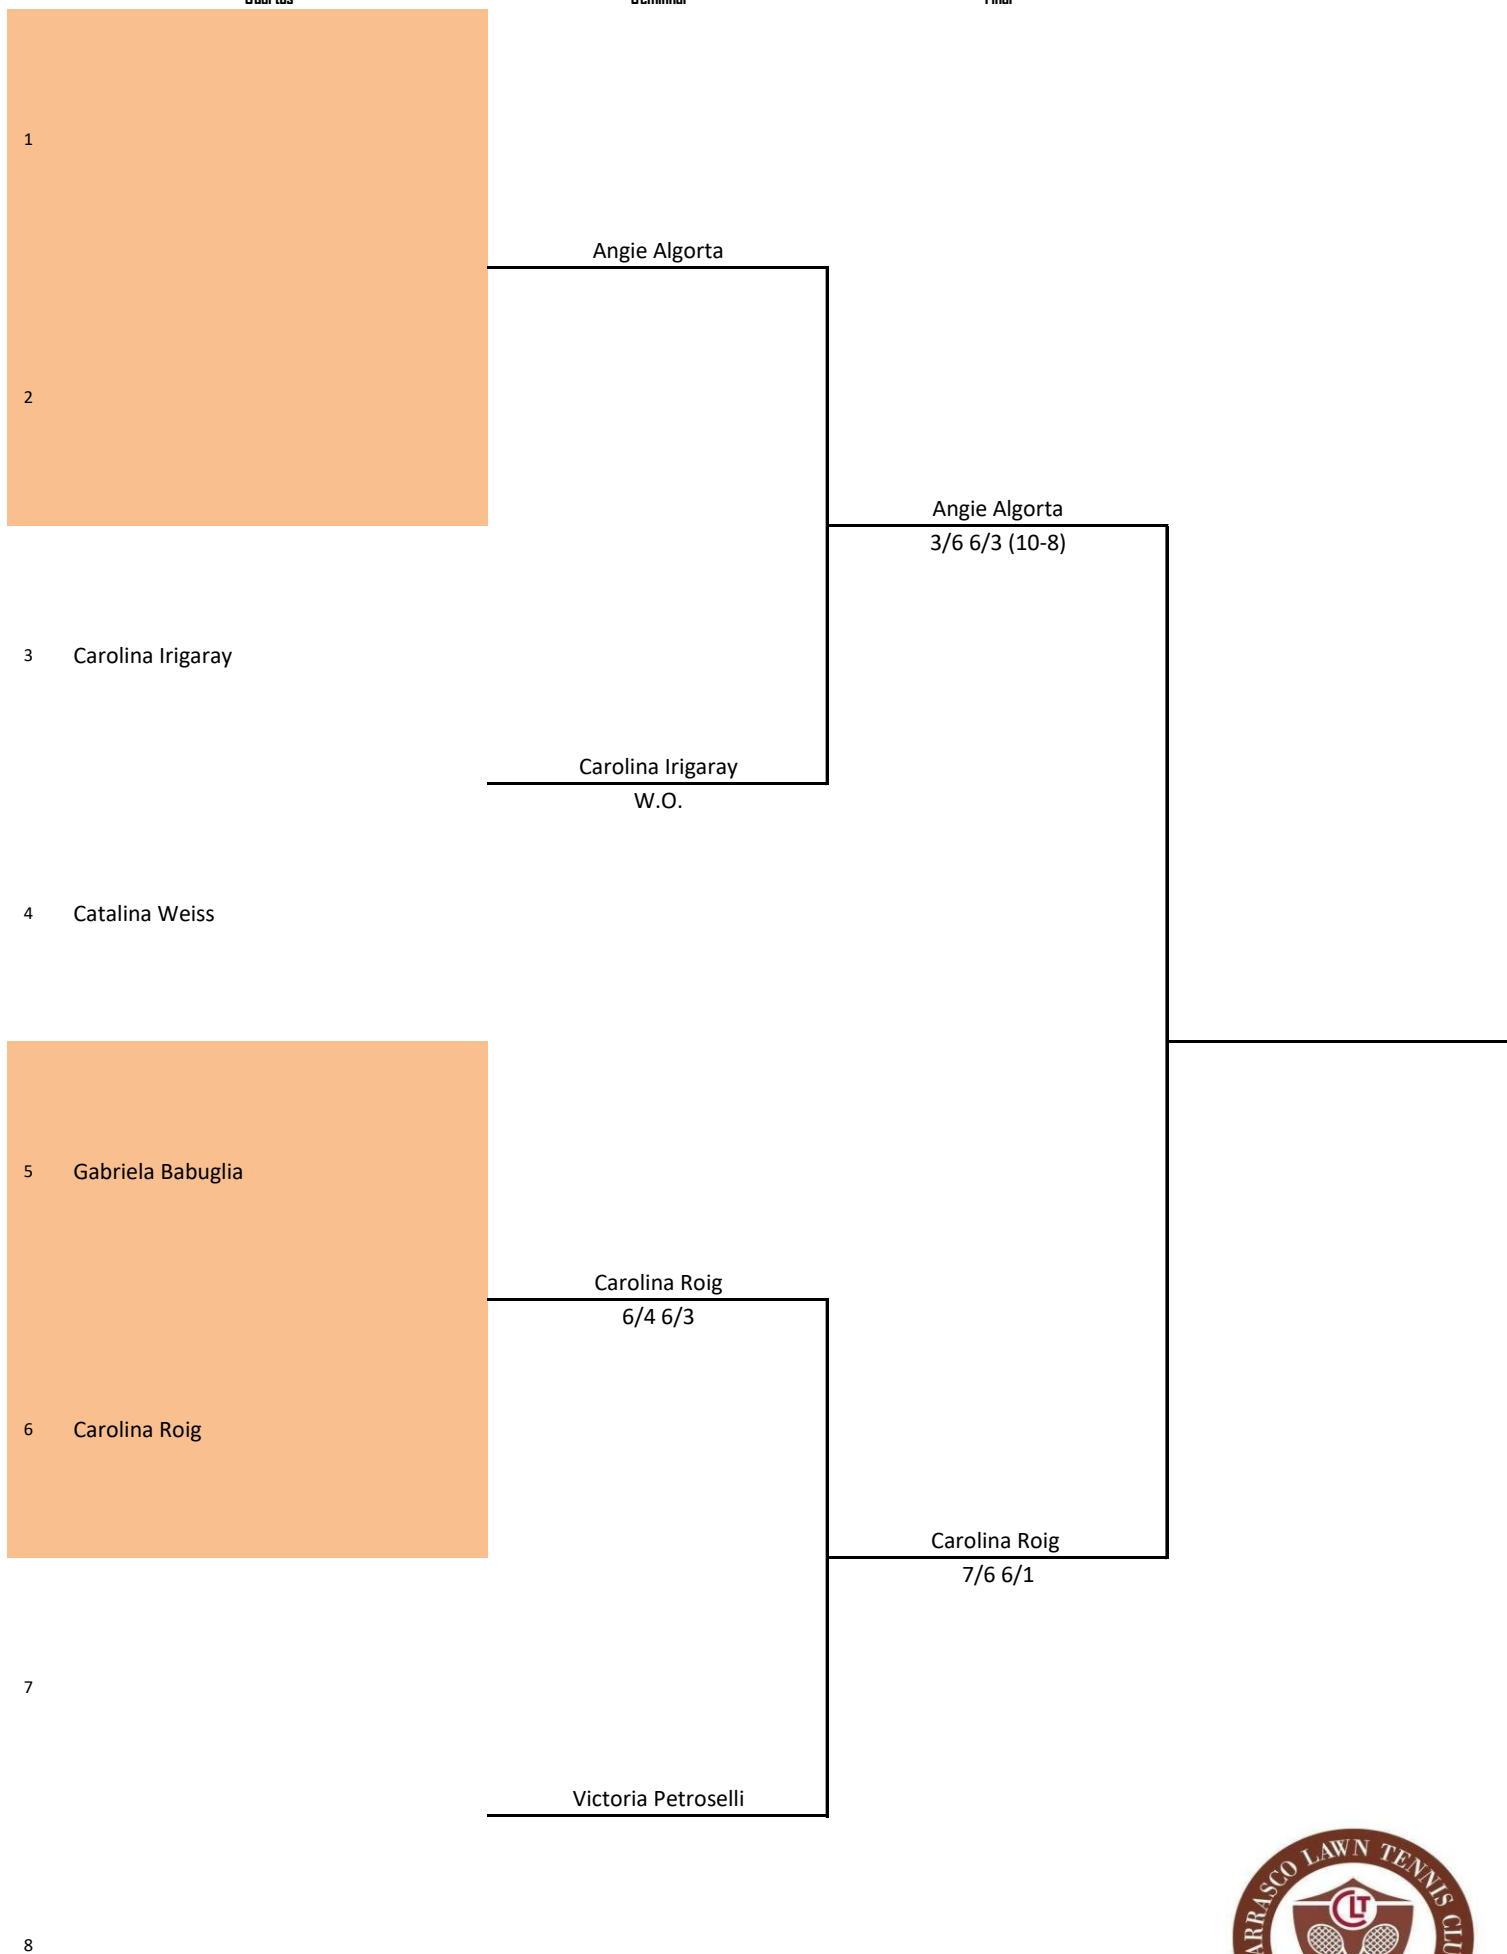 1
Angie Algorta
2
Angie Algorta
3/6 6/3 (10-8)
3 Carolina Irigaray
Carolina Irigaray
W.O.
4 Catalina Weiss
5 Gabriela Babuglia
Carolina Roig
6/4 6/3
6 Carolina Roig
Carolina Roig
7/6 6/1
7
Victoria Petroselli
LAWN TENNIS
CLT
8